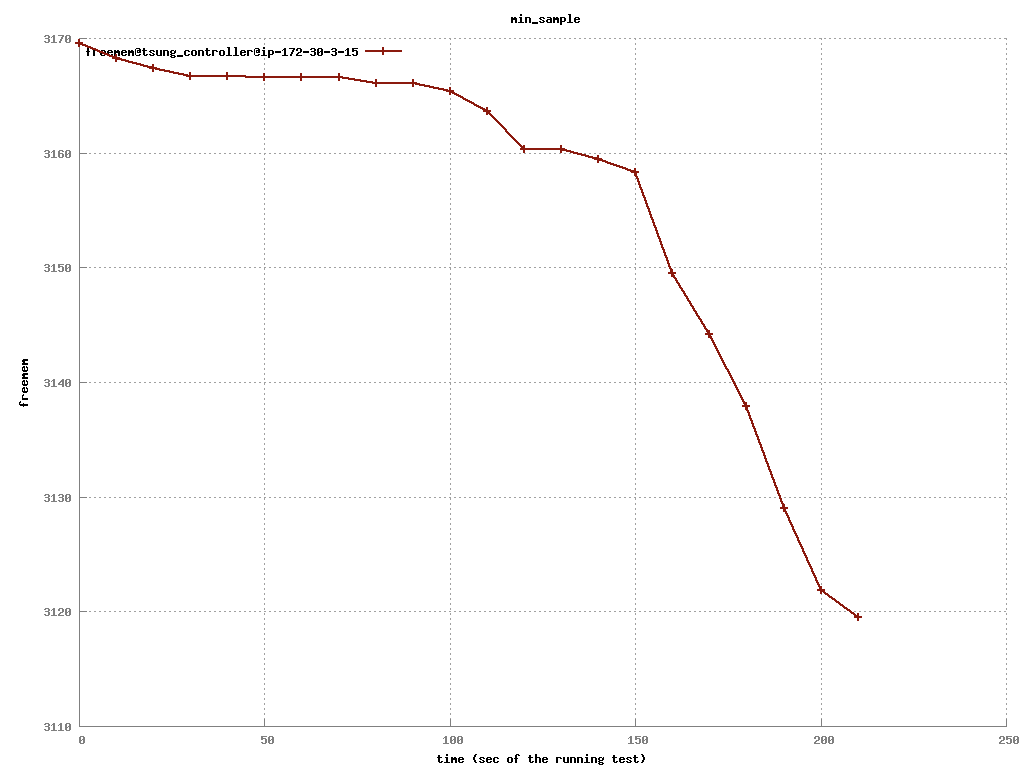 min_sample
3170
freemem@tsung_controller@ip-172-30-3-15
3160
3150
3140
freemem
3130
3120
3110
0 50 100 150 200 250
time (sec of the running test)